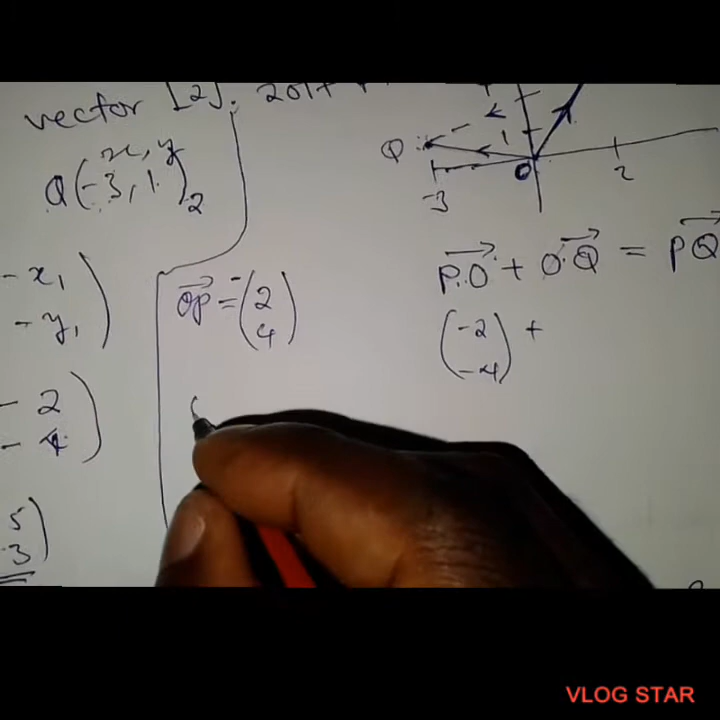 vector [2]. 2017
x, y
Q(-3, 1)₂
- x₁
- y₁
- 2
- 4
5
3
Q
1
O
-3
2
OP = (2
4)
P.O + O.Q = PQ
(-2
-4) +
VLOG STAR